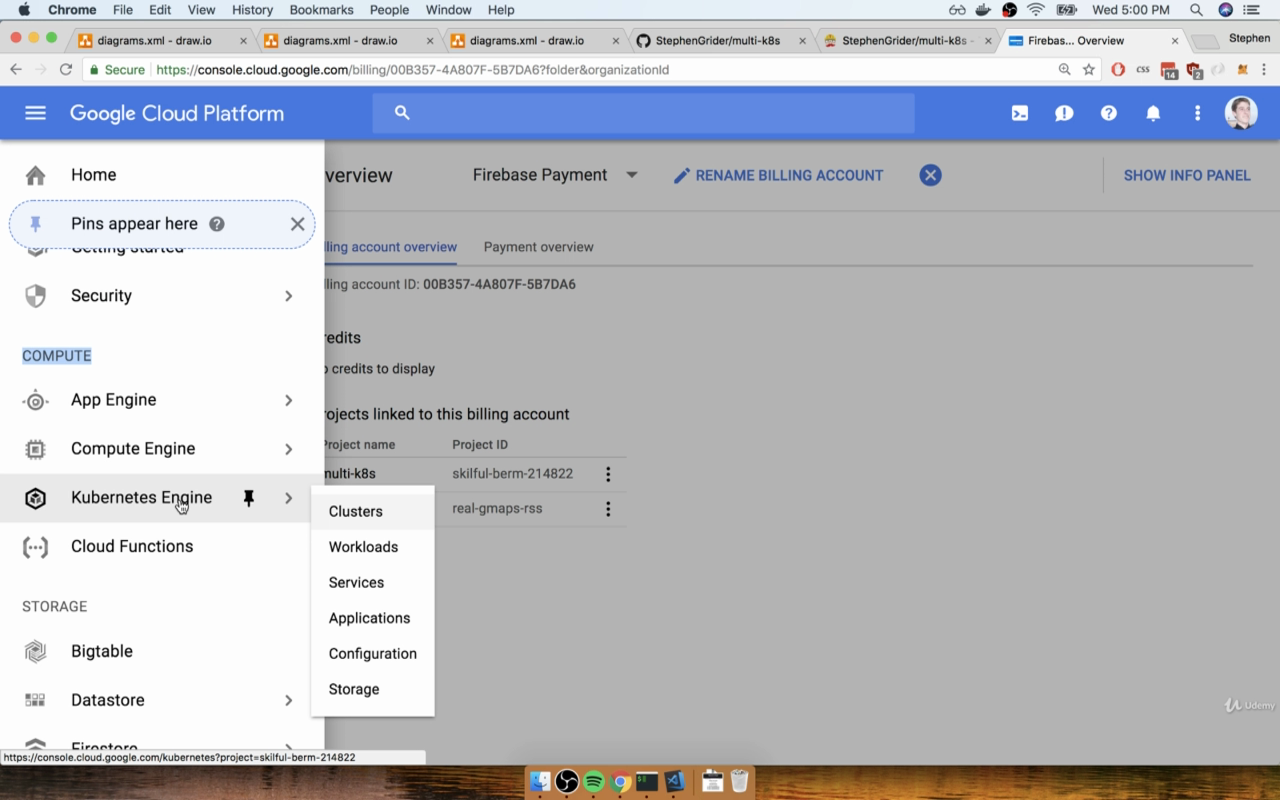 Chrome File Edit View History Bookmarks People Window Help Wed 5:00 PM
diagrams.xml - draw.io × diagrams.xml - draw.io × diagrams.xml - draw.io × StephenGrider/multi-k8s × StephenGrider/multi-k8s - × Firebas... Overview × Stephen
Secure https://console.cloud.google.com/billing/00B357-4A807F-5B7DA6?folder&organizationId CSS 14 2
Google Cloud Platform
Home
verview Firebase Payment RENAME BILLING ACCOUNT SHOW INFO PANEL
Pins appear here
Getting started
lling account overview Payment overview
lling account ID: 00B357-4A807F-5B7DA6
Security
redits
COMPUTE
o credits to display
App Engine
rojects linked to this billing account
Project name Project ID
Compute Engine
multi-k8s skilful-berm-214822
Kubernetes Engine
real-gmaps-rss
Clusters
Workloads
Cloud Functions
Services
STORAGE
Applications
Bigtable
Configuration
Storage
Datastore
Udemy
Firestore
https://console.cloud.google.com/kubernetes?project=skilful-berm-214822